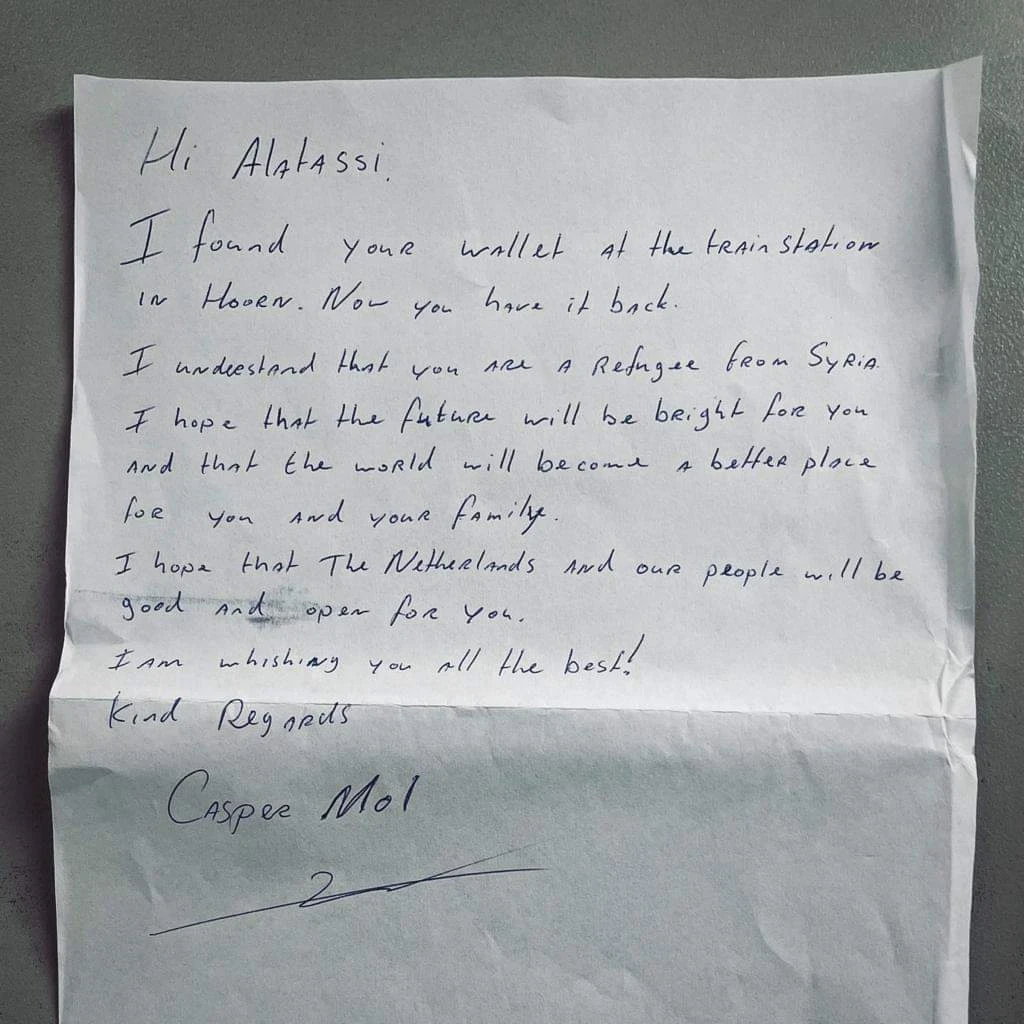 Hi Alatassi.
I found your wallet at the train station
in Hoorn. Now you have it back.
I understand that you are a Refugee from Syria.
I hope that the future will be bright for you
and that the world will become a better place
for you and your family.
I hope that The Netherlands and our people will be
good and open for you.
I am whishing you all the best!
Kind Regards
Casper Mol